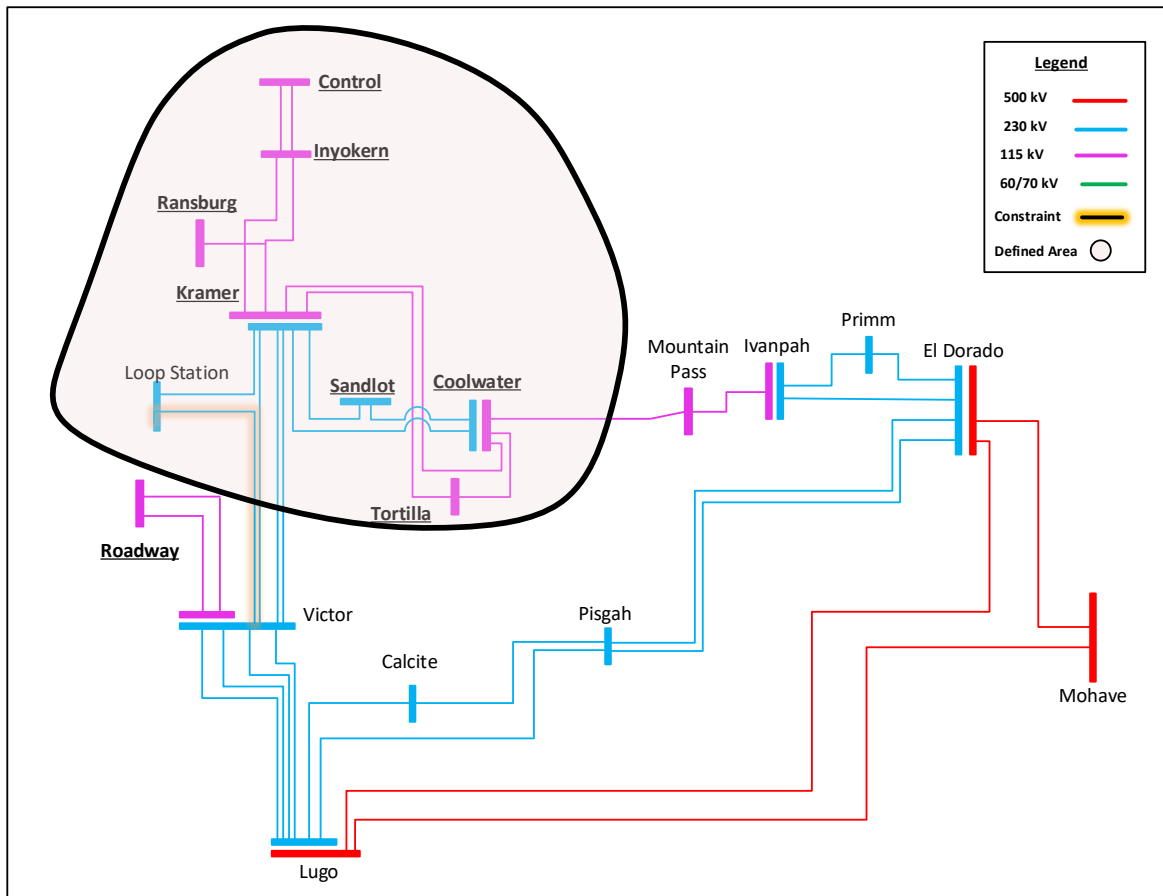 Control
Inyokern
Ransburg
Kramer
Loop Station
Sandlot
Coolwater
Tortilla
Mountain
Pass
Ivanpah
Primm
El Dorado
Legend
500 kV
230 kV
115 kV
60/70 kV
Constraint
Defined Area
Roadway
Victor
Calcite
Pisgah
Mohave
Lugo